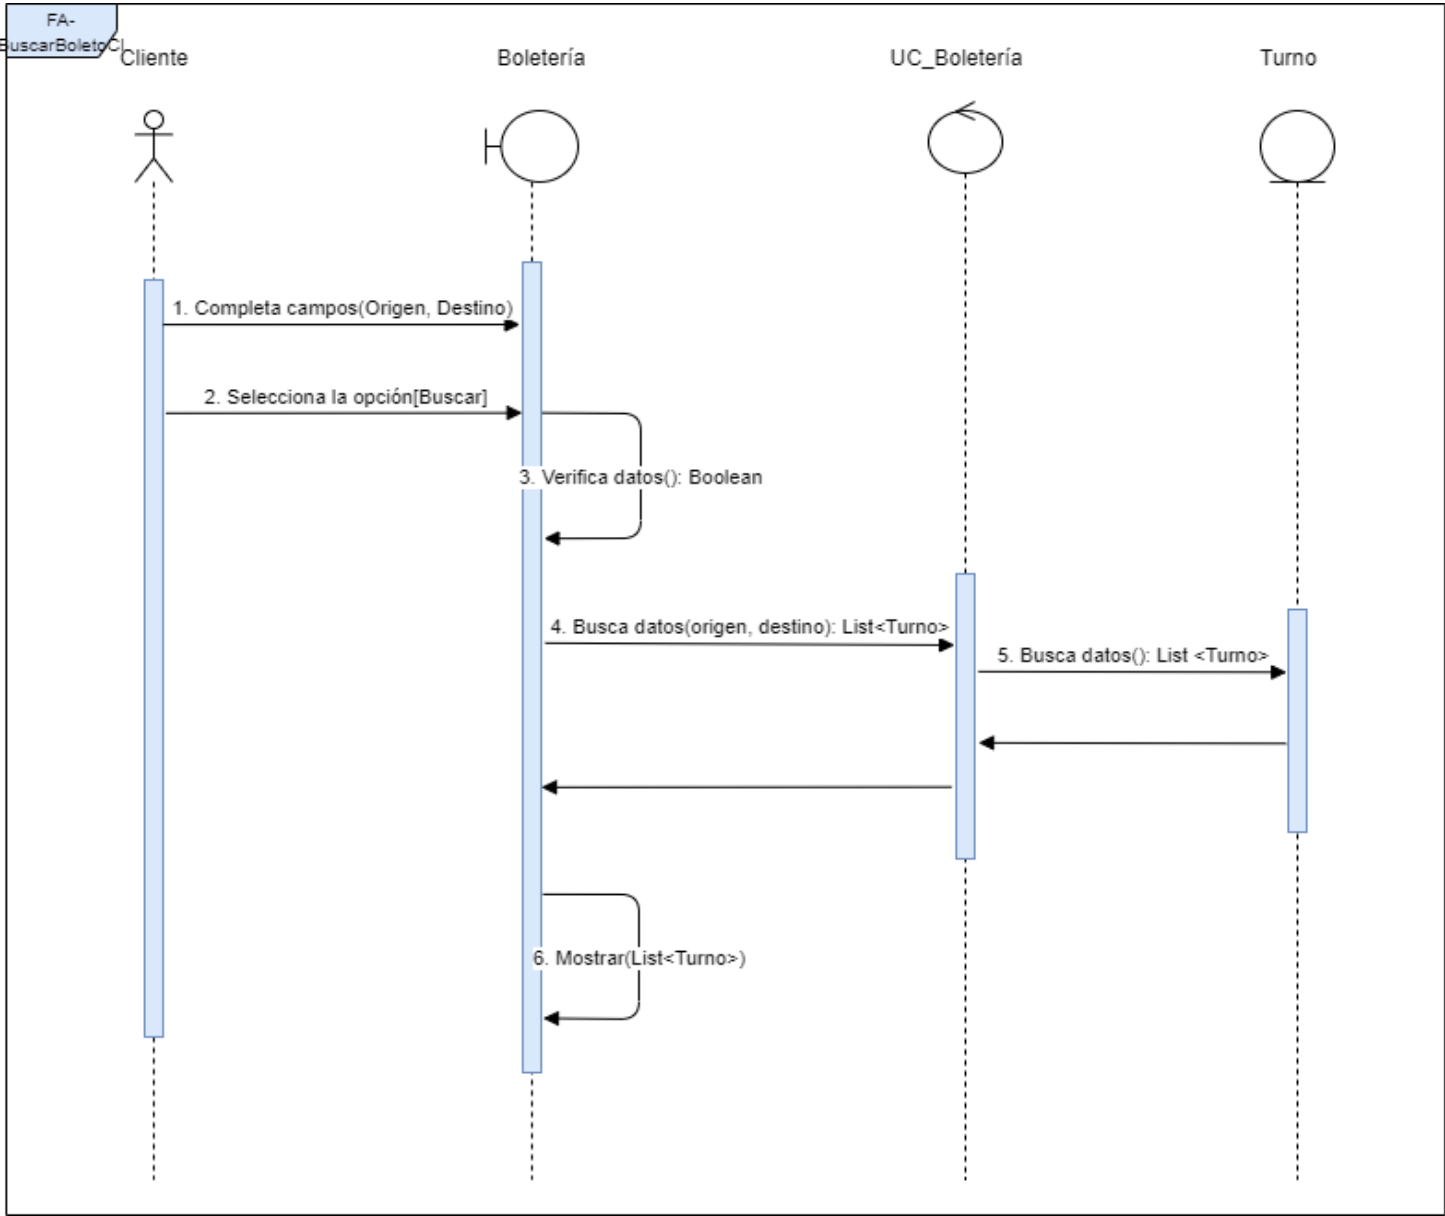 FA-
BuscarBoletoCl
Cliente
Boletería
UC_Boletería
Turno
1. Completa campos(Origen, Destino)
2. Selecciona la opción[Buscar]
3. Verifica datos(): Boolean
4. Busca datos(origen, destino): List<Turno>
5. Busca datos(): List <Turno>
6. Mostrar(List<Turno>)